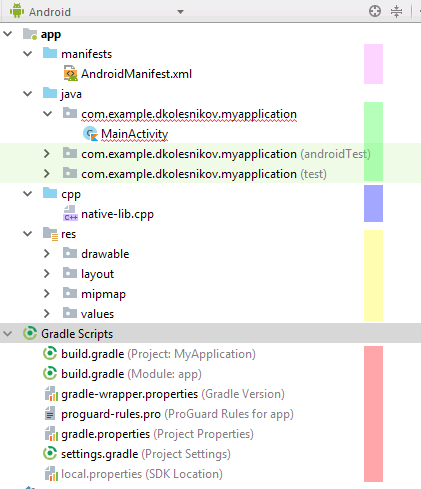 Android
app
manifests
AndroidManifest.xml
java
com.example.dkolesnikov.myapplication
MainActivity
com.example.dkolesnikov.myapplication (androidTest)
com.example.dkolesnikov.myapplication (test)
cpp
native-lib.cpp
res
drawable
layout
mipmap
values
Gradle Scripts
build.gradle (Project: MyApplication)
build.gradle (Module: app)
gradle-wrapper.properties (Gradle Version)
proguard-rules.pro (ProGuard Rules for app)
gradle.properties (Project Properties)
settings.gradle (Project Settings)
local.properties (SDK Location)